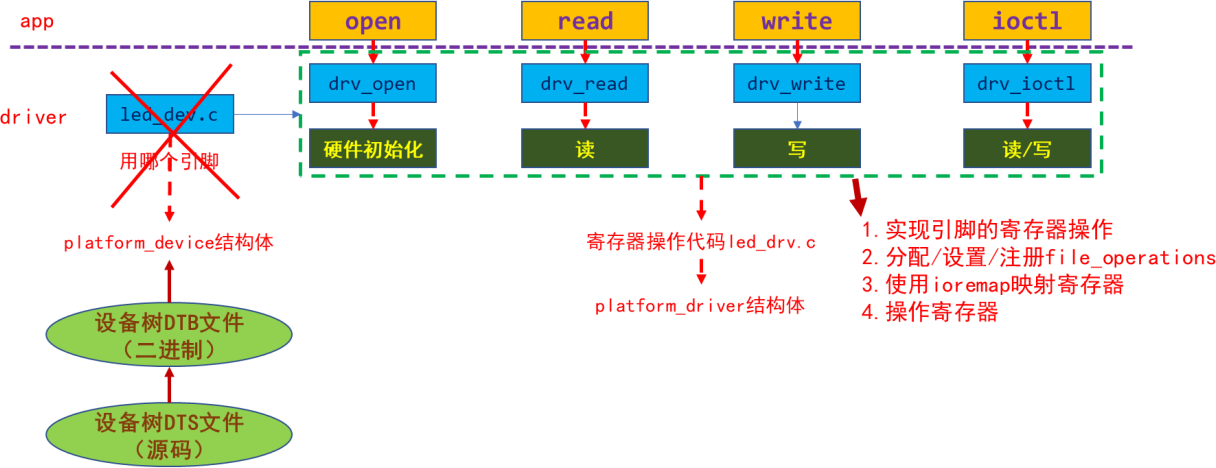 app
open
read
write
ioctl
driver
led_dev.c
drv_open
drv_read
drv_write
drv_ioctl
用哪个引脚
硬件初始化
读
写
读/写
platform_device结构体
寄存器操作代码led_drv.c
platform_driver结构体
1. 实现引脚的寄存器操作
2. 分配/设置/注册file_operations
3. 使用ioremap映射寄存器
4. 操作寄存器
设备树DTB文件
（二进制）
设备树DTS文件
（源码）